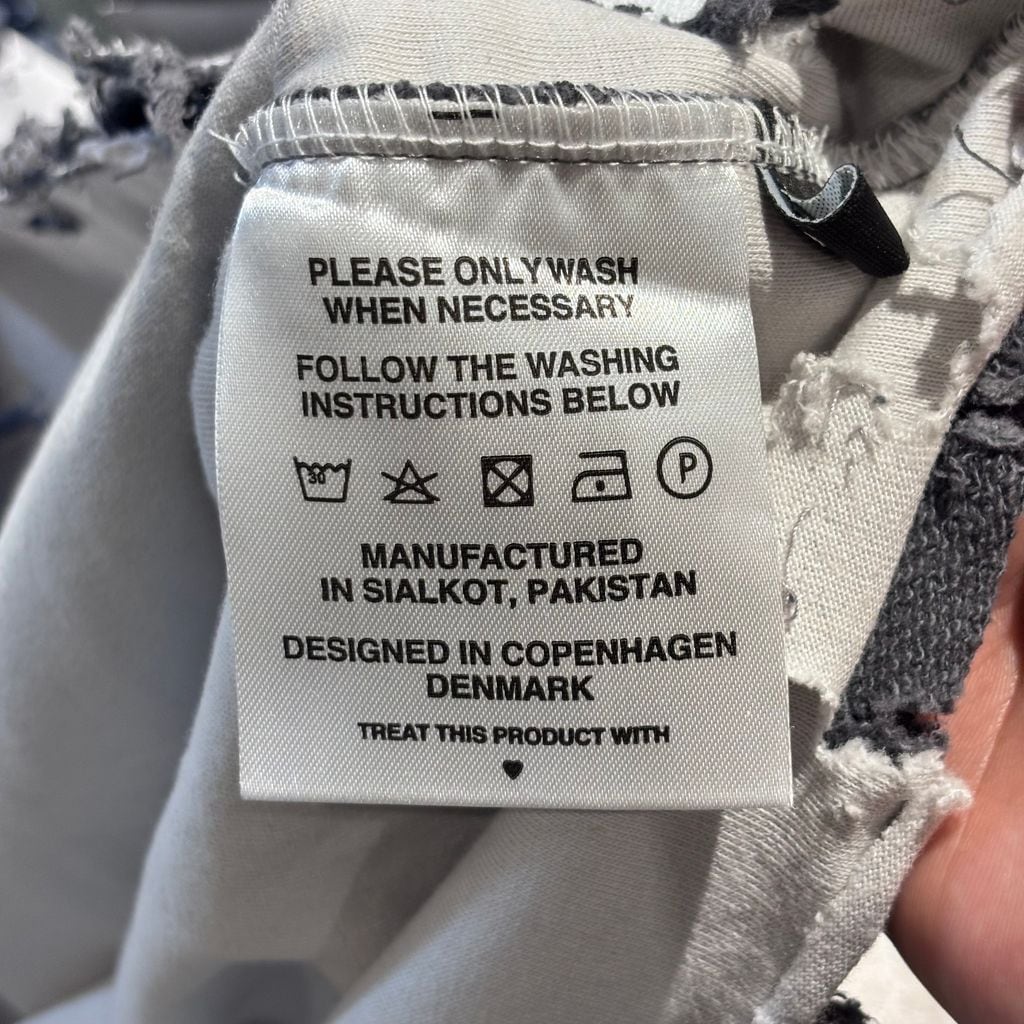 PLEASE ONLY WASH
WHEN NECESSARY
FOLLOW THE WASHING
INSTRUCTIONS BELOW
30
P
MANUFACTURED
IN SIALKOT, PAKISTAN
DESIGNED IN COPENHAGEN
DENMARK
TREAT THIS PRODUCT WITH
♥